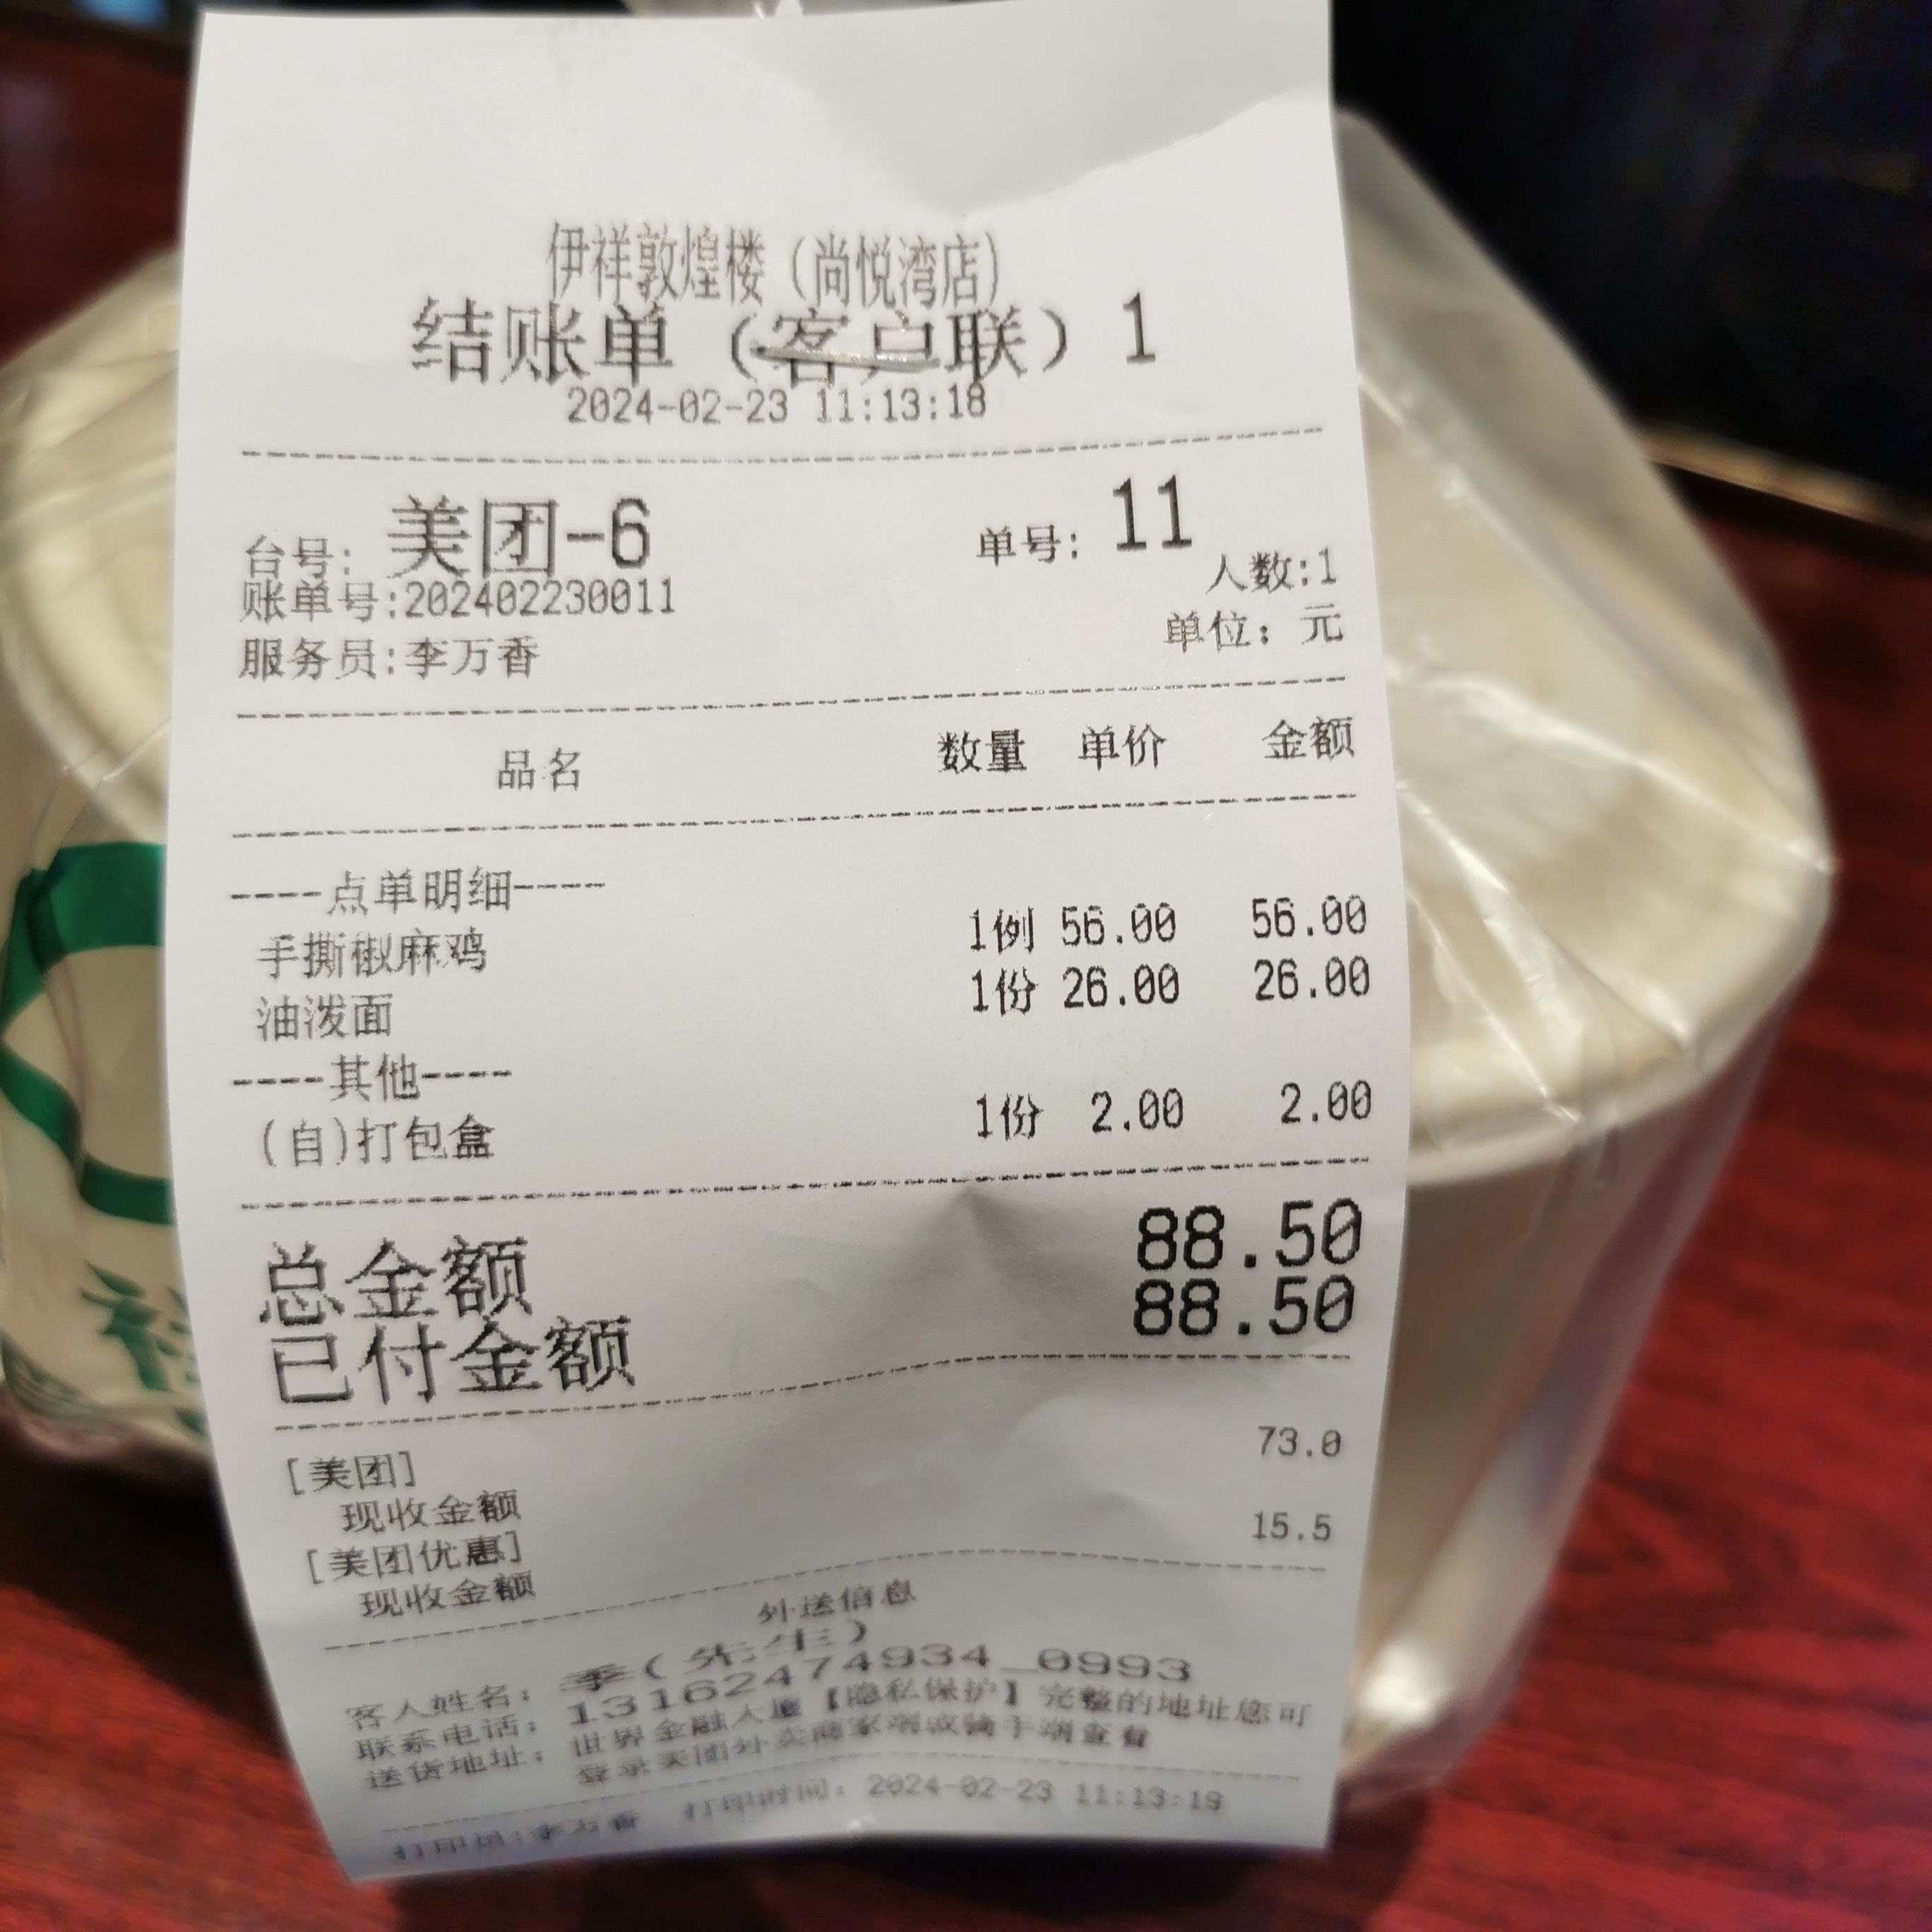 伊祥敦煌楼（尚悦湾店）
结账单（客户联）1
2024-02-23 11:13:18
台号: 美团-6 单号: 11
账单号:202402230011 人数:1
服务员:李万香 单位: 元
品名 数量 单价 金额
----点单明细----
手撕椒麻鸡 1例 56.00 56.00
油泼面 1份 26.00 26.00
----其他----
(自)打包盒 1份 2.00 2.00
总金额 88.50
已付金额 88.50
[美团] 73.0
现收金额
[美团优惠] 15.5
现收金额
外送信息
客人姓名: 季(先生)
联系电话: 13162474934_0993
送货地址: 世界金融大厦【隐私保护】完整的地址您可
登录美团外卖商家端或骑手端查看
打印员:李万香 打印时间: 2024-02-23 11:13:19